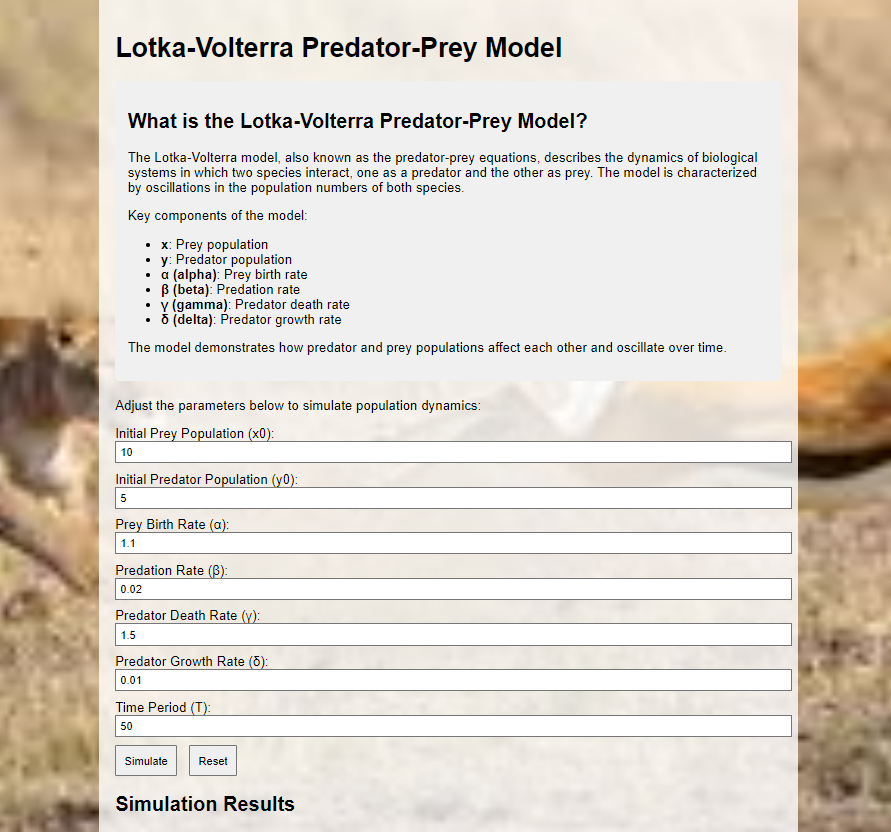 Lotka-Volterra Predator-Prey Model
What is the Lotka-Volterra Predator-Prey Model?
The Lotka-Volterra model, also known as the predator-prey equations, describes the dynamics of biological
systems in which two species interact, one as a predator and the other as prey. The model is characterized
by oscillations in the population numbers of both species.
Key components of the model:
• x: Prey population
• y: Predator population
• α (alpha): Prey birth rate
• β (beta): Predation rate
• γ (gamma): Predator death rate
• δ (delta): Predator growth rate
The model demonstrates how predator and prey populations affect each other and oscillate over time.
Adjust the parameters below to simulate population dynamics:
Initial Prey Population (x0):
10
Initial Predator Population (y0):
5
Prey Birth Rate (α):
1.1
Predation Rate (β):
0.02
Predator Death Rate (γ):
1.5
Predator Growth Rate (δ):
0.01
Time Period (T):
50
Simulate Reset
Simulation Results